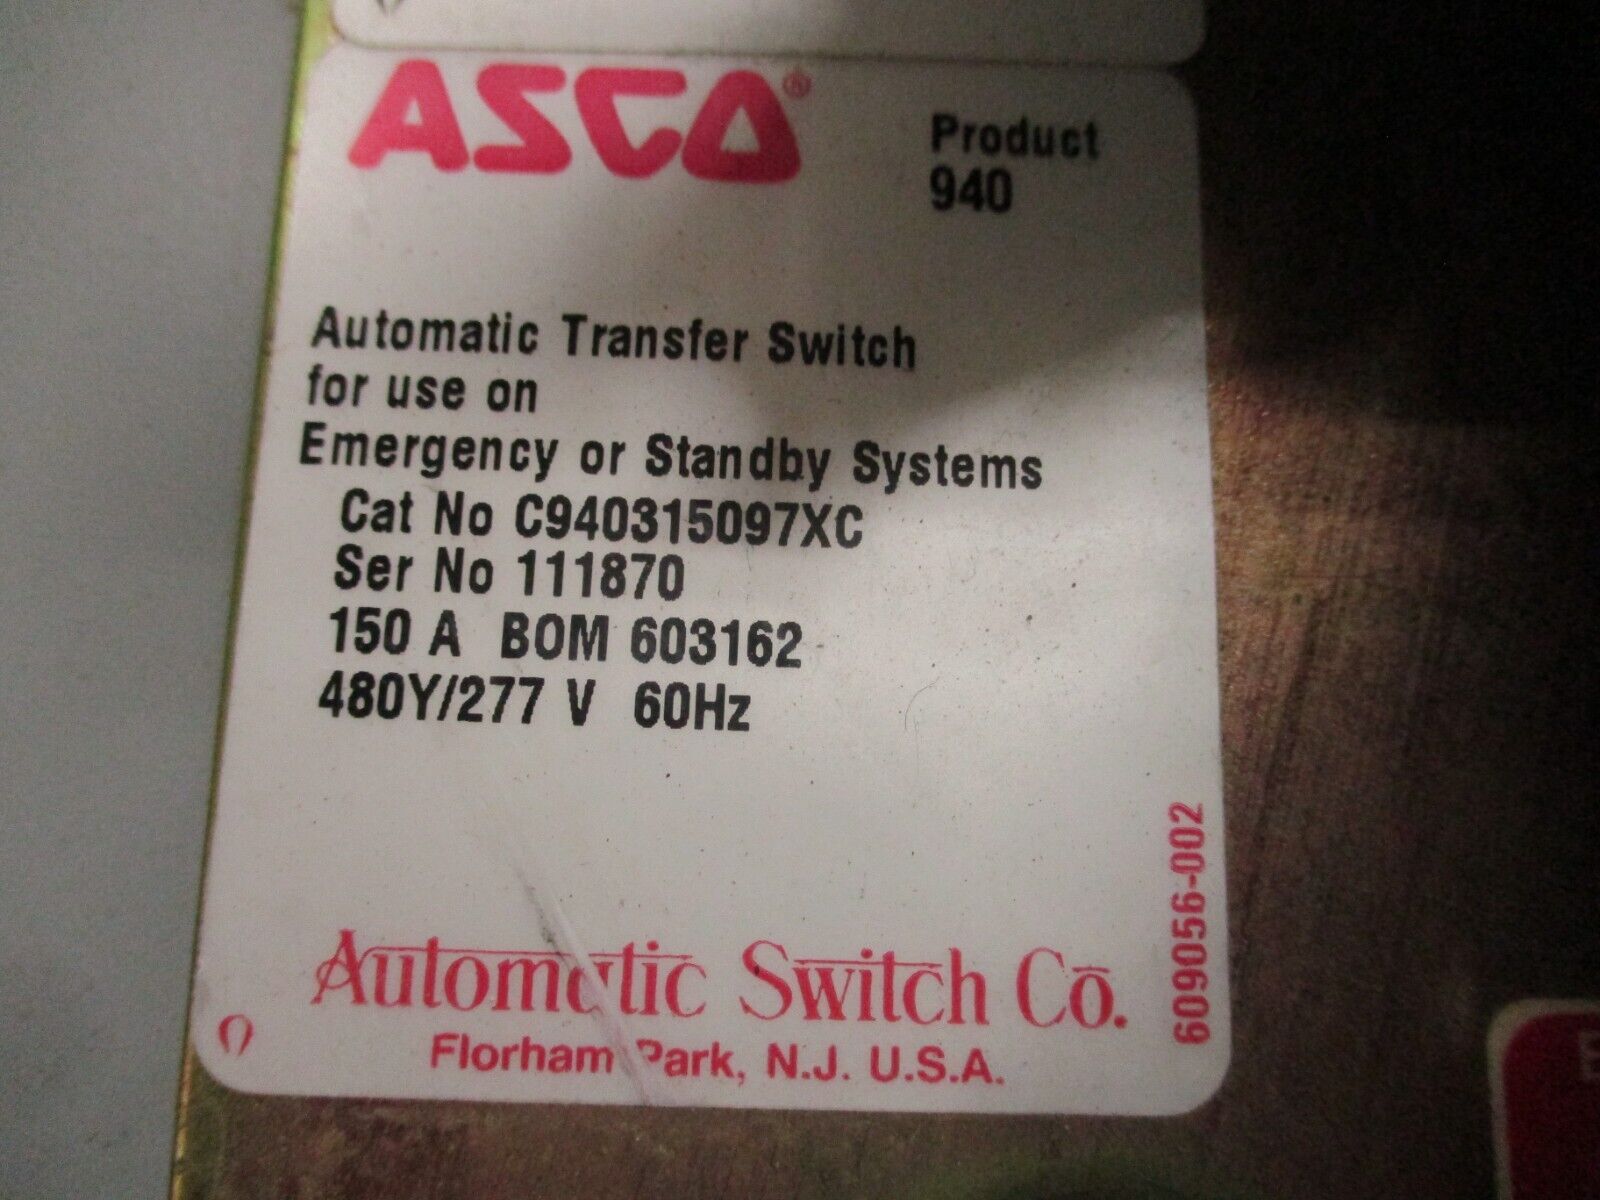 ASCO®
Product
940
Automatic Transfer Switch
for use on
Emergency or Standby Systems
Cat No C940315097XC
Ser No 111870
150 A BOM 603162
480Y/277 V 60Hz
Automatic Switch Co.
Florham Park, N.J. U.S.A.
609056-002